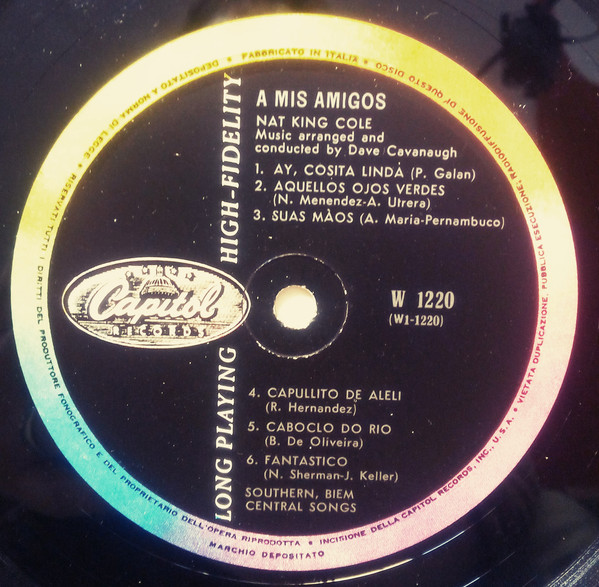 A MIS AMIGOS
NAT KING COLE
Music arranged and
conducted by Dave Cavanaugh
1. AY, COSITA LINDÀ (P. Galan)
2. AQUELLOS OJOS VERDES
(N. Menendez-A. Utrera)
3. SUAS MÀOS (A. Maria-Pernambuco)
LONG PLAYING HIGH-FIDELITY
Capitol
RECORDS
W 1220
(W1-1220)
4. CAPULLITO DE ALELI
(R. Hernandez)
5. CABOCLO DO RIO
(B. De Oliveira)
6. FANTASTICO
(N. Sherman-J. Keller)
SOUTHERN, BIEM
CENTRAL SONGS
FABBRICATO IN ITALIA • VIETATA DUPLICAZIONE, PUBBLICA ESECUZIONE, RADIODIFFUSIONE DI QUESTO DISCO
INCISIONE DELLA CAPITOL RECORDS, INC., U.S.A. •
RISERVATI TUTTI I DIRITTI DEL PRODUTTORE FONOGRAFICO E DEL PROPRIETARIO DELL'OPERA RIPRODOTTA •
DEPOSITATO A NORMA DI LEGGE •
MARCHIO DEPOSITATO